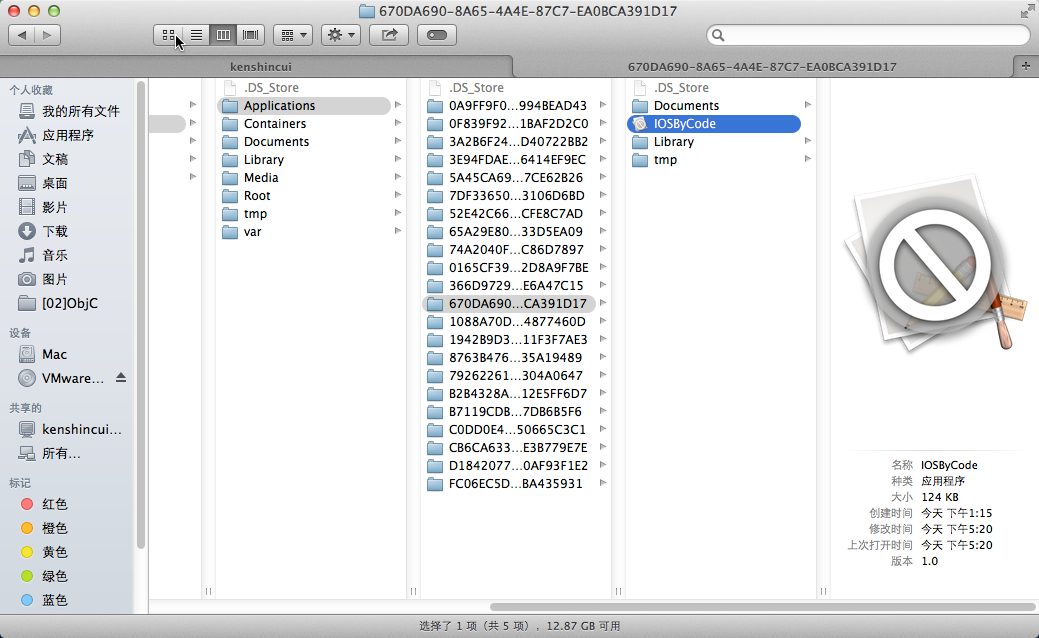 670DA690-8A65-4A4E-87C7-EA0BCA391D17
kenshincui
670DA690-8A65-4A4E-87C7-EA0BCA391D17
个人收藏
我的所有文件
应用程序
文稿
桌面
影片
下载
音乐
图片
[02]ObjC
设备
Mac
VMware...
共享的
kenshincui...
所有...
标记
红色
橙色
黄色
绿色
蓝色
.DS_Store
Applications
Containers
Documents
Library
Media
Root
tmp
var
.DS_Store
0A9FF9F0...994BEAD43
0F839F92...1BAF2D2C0
3A2B6F24...D40722BB2
3E94FDAE...6414EF9EC
5A45CA69...7CE62B26
7DF33650...3106D6BD
52E42C66...CFE8C7AD
65A29E80...33D5EA09
74A2040F...C86D7897
0165CF39...2D8A9F7BE
366D9729...E6A47C15
670DA690...CA391D17
1088A70D...4877460D
1942B9D3...11F3F7AE3
8763B476...35A19489
79262261...304A0647
B2B4328A...12E5FF6D7
B7119CDB...7DB6B5F6
C0DD0E4...50665C3C1
CB6CA633...E3B779E7E
D1842077...0AF93F1E2
FC06EC5D...BA435931
.DS_Store
Documents
IOSByCode
Library
tmp
名称 IOSByCode
种类 应用程序
大小 124 KB
创建时间 今天 下午1:15
修改时间 今天 下午5:20
上次打开时间 今天 下午5:20
版本 1.0
选择了 1 项（共 5 项），12.87 GB 可用